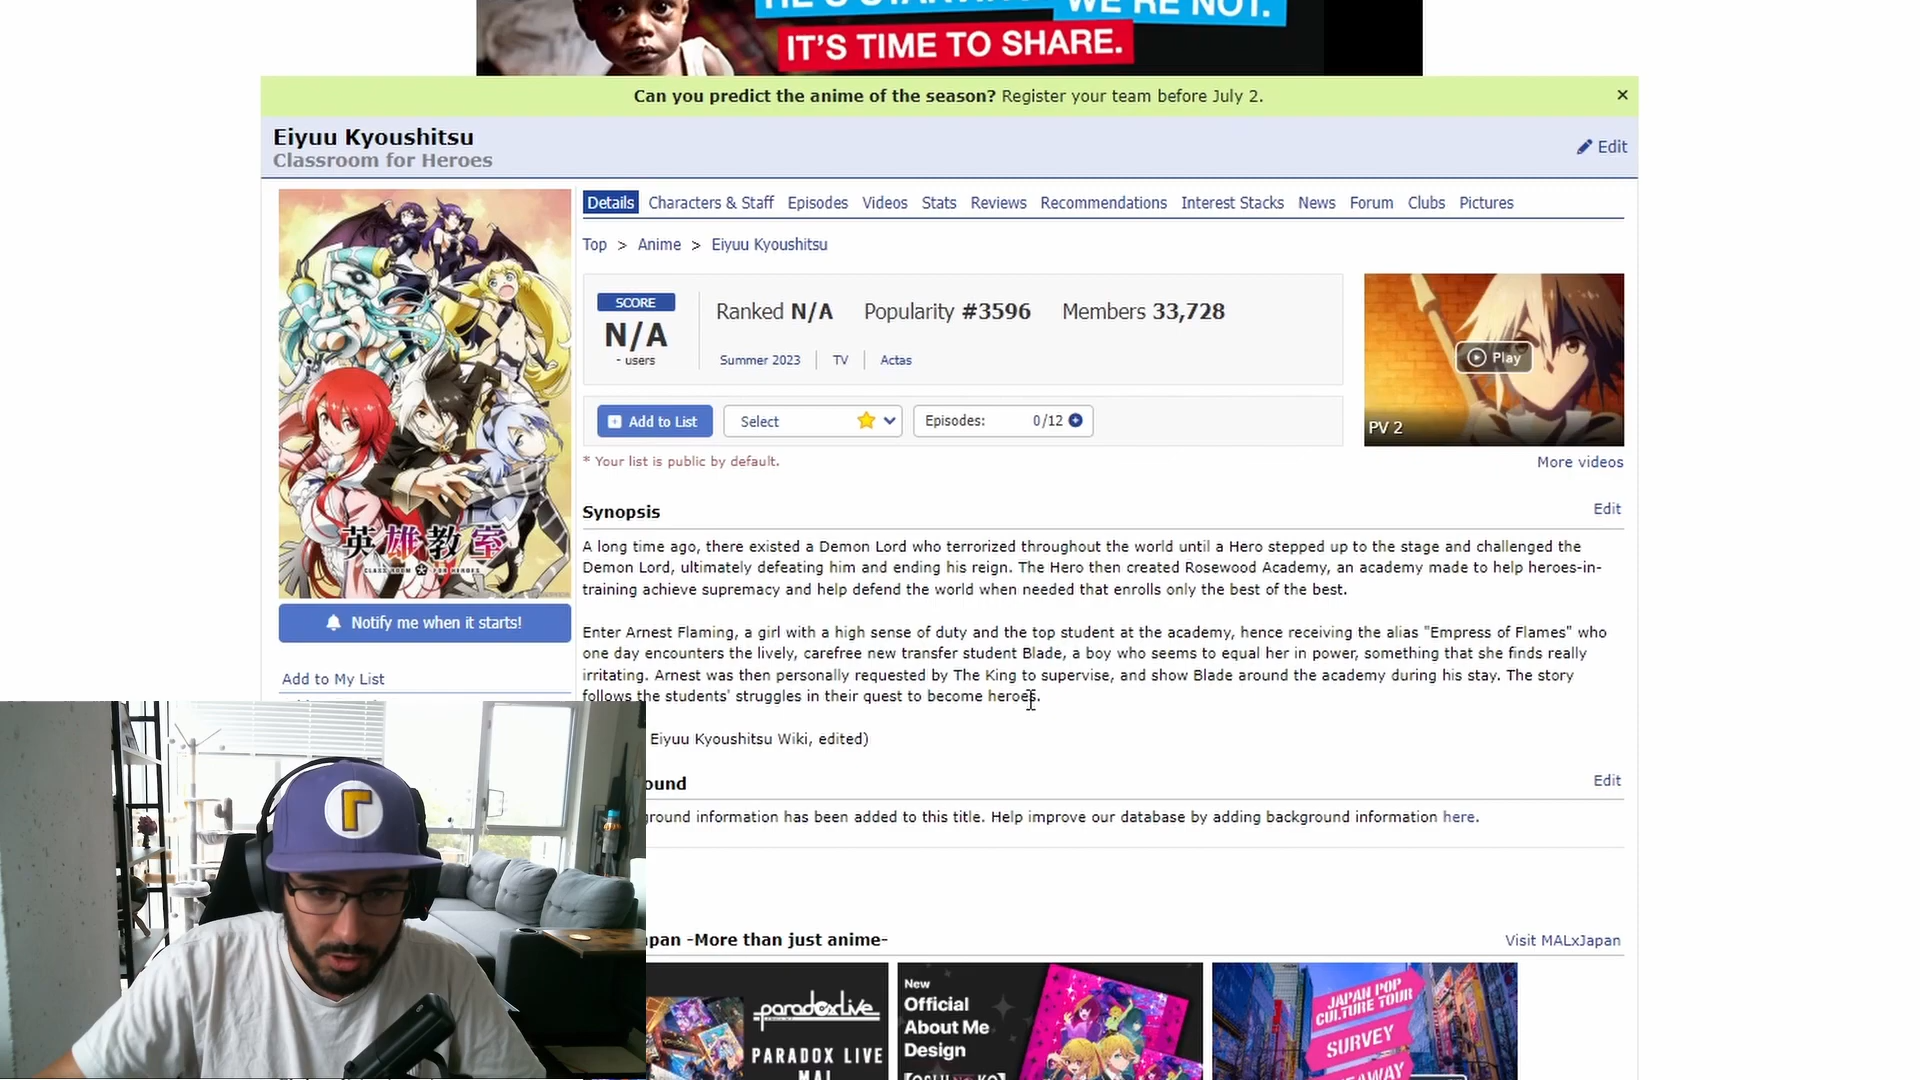 WE'RE NOT.
IT'S TIME TO SHARE.
Can you predict the anime of the season? Register your team before July 2.
Eiyuu Kyoushitsu
Classroom for Heroes
Edit
Details Characters & Staff Episodes Videos Stats Reviews Recommendations Interest Stacks News Forum Clubs Pictures
Top > Anime > Eiyuu Kyoushitsu
SCORE
N/A
- users
Ranked N/A Popularity #3596 Members 33,728
Summer 2023 TV Actas
Play
PV 2
Add to List Select Episodes: 0/12
* Your list is public by default.
More videos
Synopsis
Edit
A long time ago, there existed a Demon Lord who terrorized throughout the world until a Hero stepped up to the stage and challenged the
Demon Lord, ultimately defeating him and ending his reign. The Hero then created Rosewood Academy, an academy made to help heroes-in-
training achieve supremacy and help defend the world when needed that enrolls only the best of the best.
Enter Arnest Flaming, a girl with a high sense of duty and the top student at the academy, hence receiving the alias "Empress of Flames" who
one day encounters the lively, carefree new transfer student Blade, a boy who seems to equal her in power, something that she finds really
irritating. Arnest was then personally requested by The King to supervise, and show Blade around the academy during his stay. The story
follows the students' struggles in their quest to become heroes.
Eiyuu Kyoushitsu Wiki, edited)
英雄教室
CLASS ROOM FOR HEROES
Notify me when it starts!
Add to My List
ound
Edit
ground information has been added to this title. Help improve our database by adding background information here.
apan -More than just anime-
Visit MALxJapan
paradoxlive
PARADOX LIVE
MAL
New
Official
About Me
Design
JAPAN POP
CULTURE TOUR
SURVEY